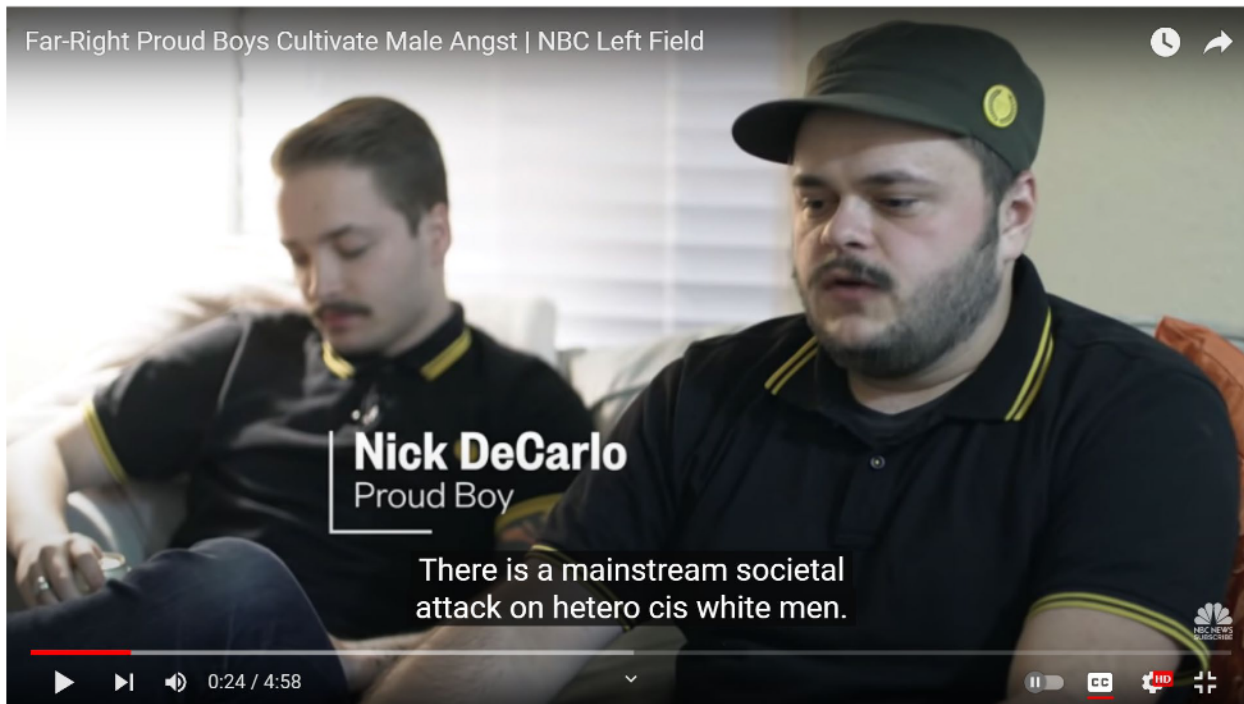 Far-Right Proud Boys Cultivate Male Angst | NBC Left Field
Nick DeCarlo
Proud Boy
There is a mainstream societal
attack on hetero cis white men.
NBC NEWS
SUBSCRIBE
0:24 / 4:58
CC
HD